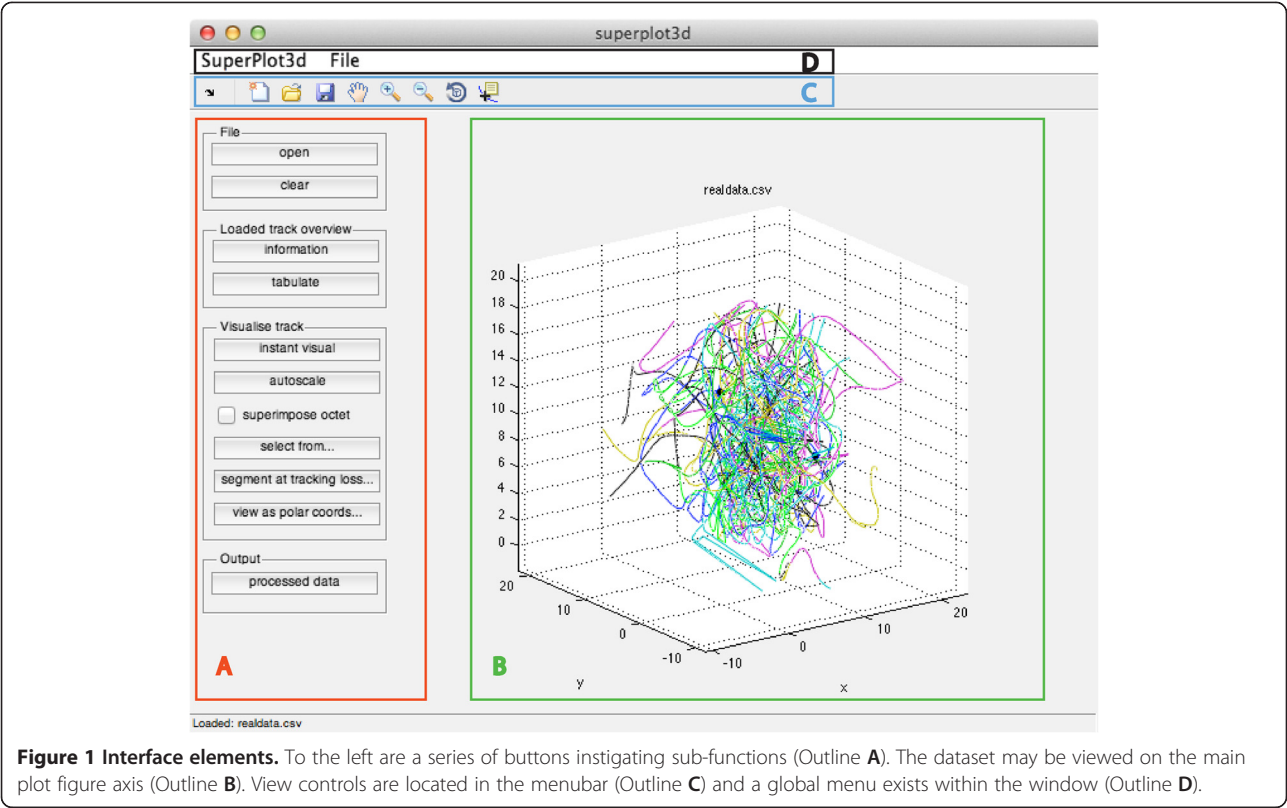 superplot3d
SuperPlot3d File D
C
File
open
clear
Loaded track overview
information
tabulate
Visualise track
instant visual
autoscale
superimpose octet
select from...
segment at tracking loss...
view as polar coords...
Output
processed data
A
realdata.csv
20
18
16
14
12
10
8
6
4
2
0
20
10
0
-10
y
-10
0
10
20
x
B
Loaded: realdata.csv
Figure 1 Interface elements. To the left are a series of buttons instigating sub-functions (Outline A). The dataset may be viewed on the main
plot figure axis (Outline B). View controls are located in the menubar (Outline C) and a global menu exists within the window (Outline D).